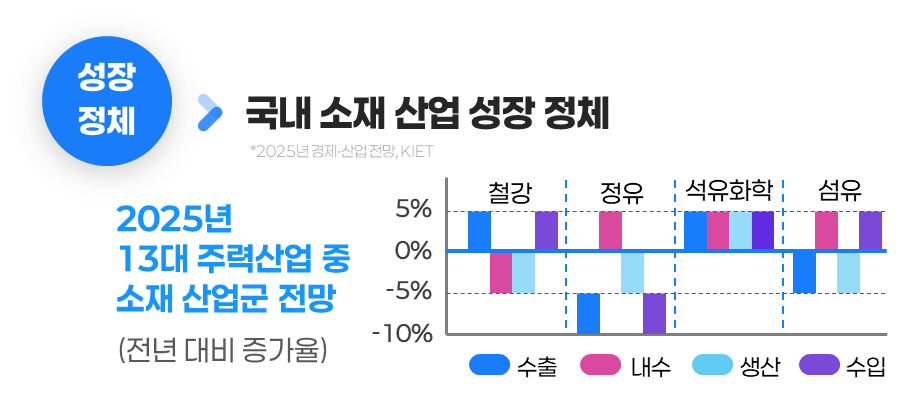 성장
정체
국내 소재 산업 성장 정체
*2025년 경제·산업 전망, KIET
2025년
13대 주력산업 중
소재 산업군 전망
(전년 대비 증가율)
철강 정유 석유화학 섬유
5%
0%
-5%
-10%
수출 내수 생산 수입